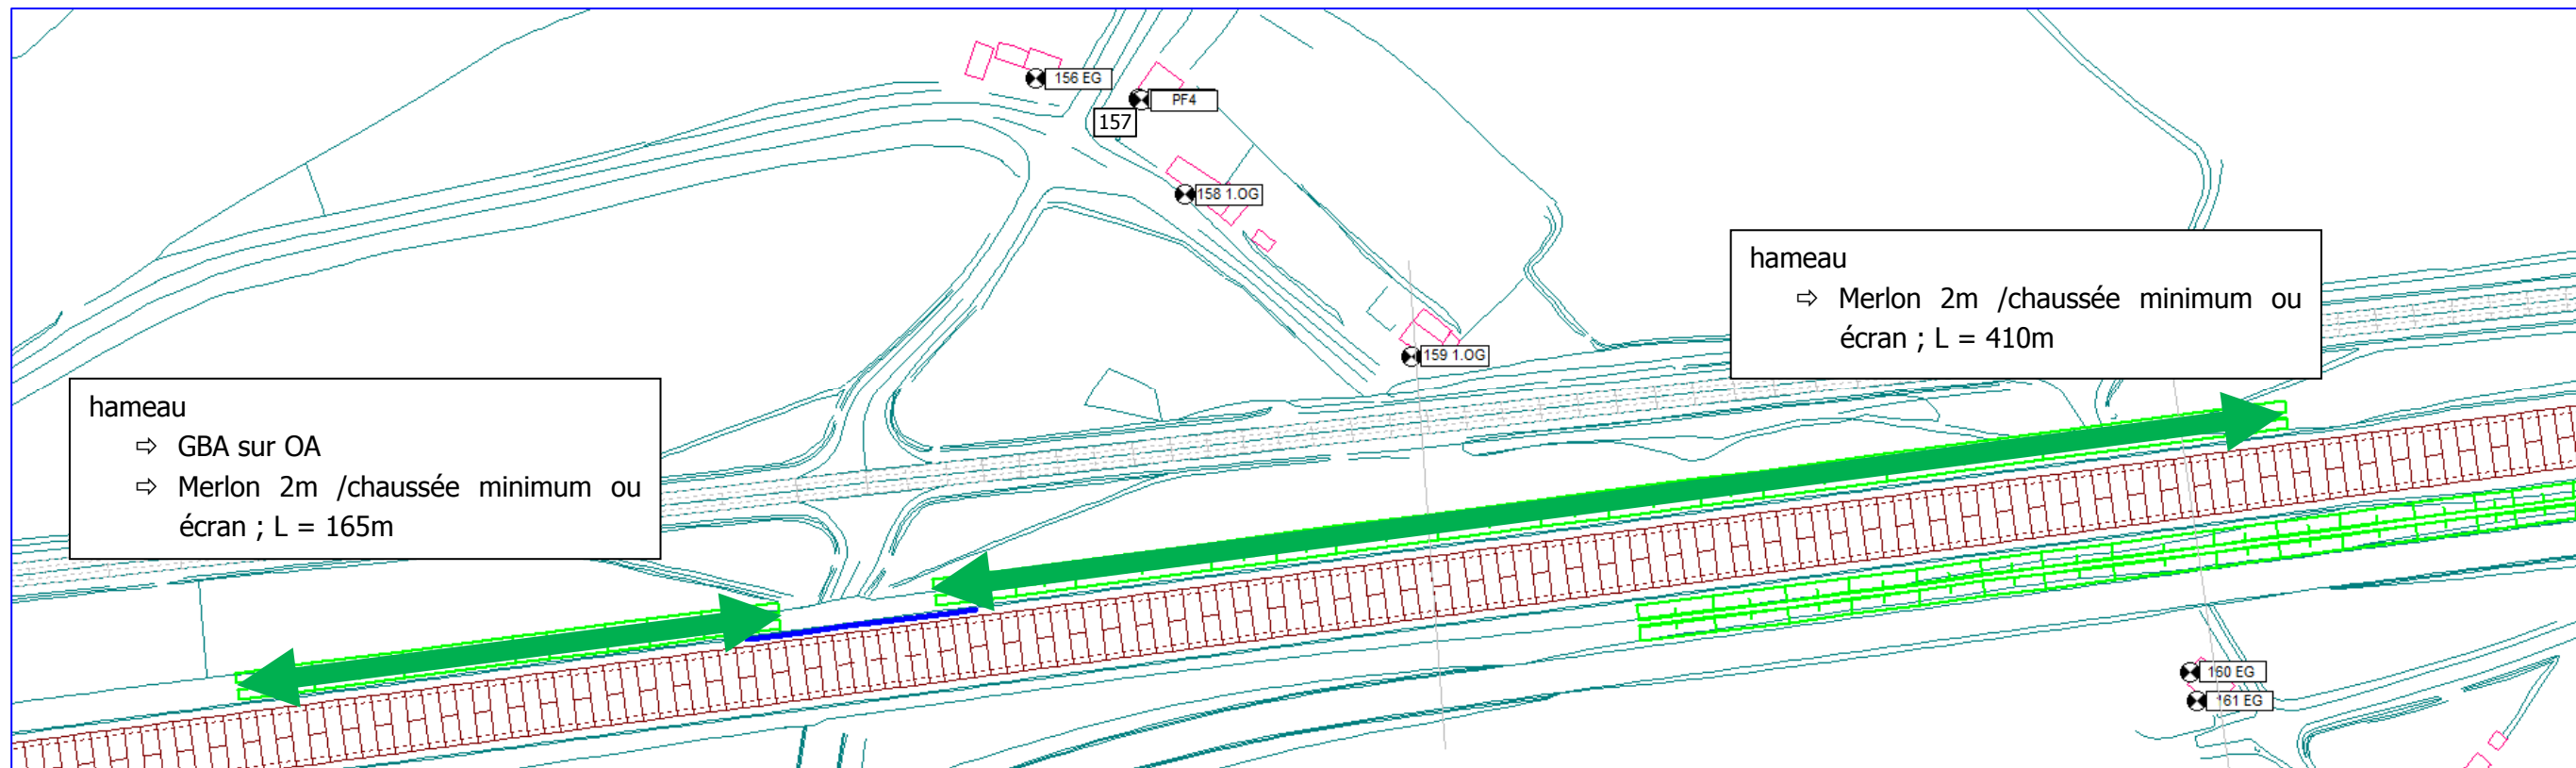 156 EG
PF4
157
158 1.OG
hameau
⇨ Merlon 2m /chaussée minimum ou
écran ; L = 410m
159 1.OG
hameau
⇨ GBA sur OA
⇨ Merlon 2m /chaussée minimum ou
écran ; L = 165m
160 EG
161 EG